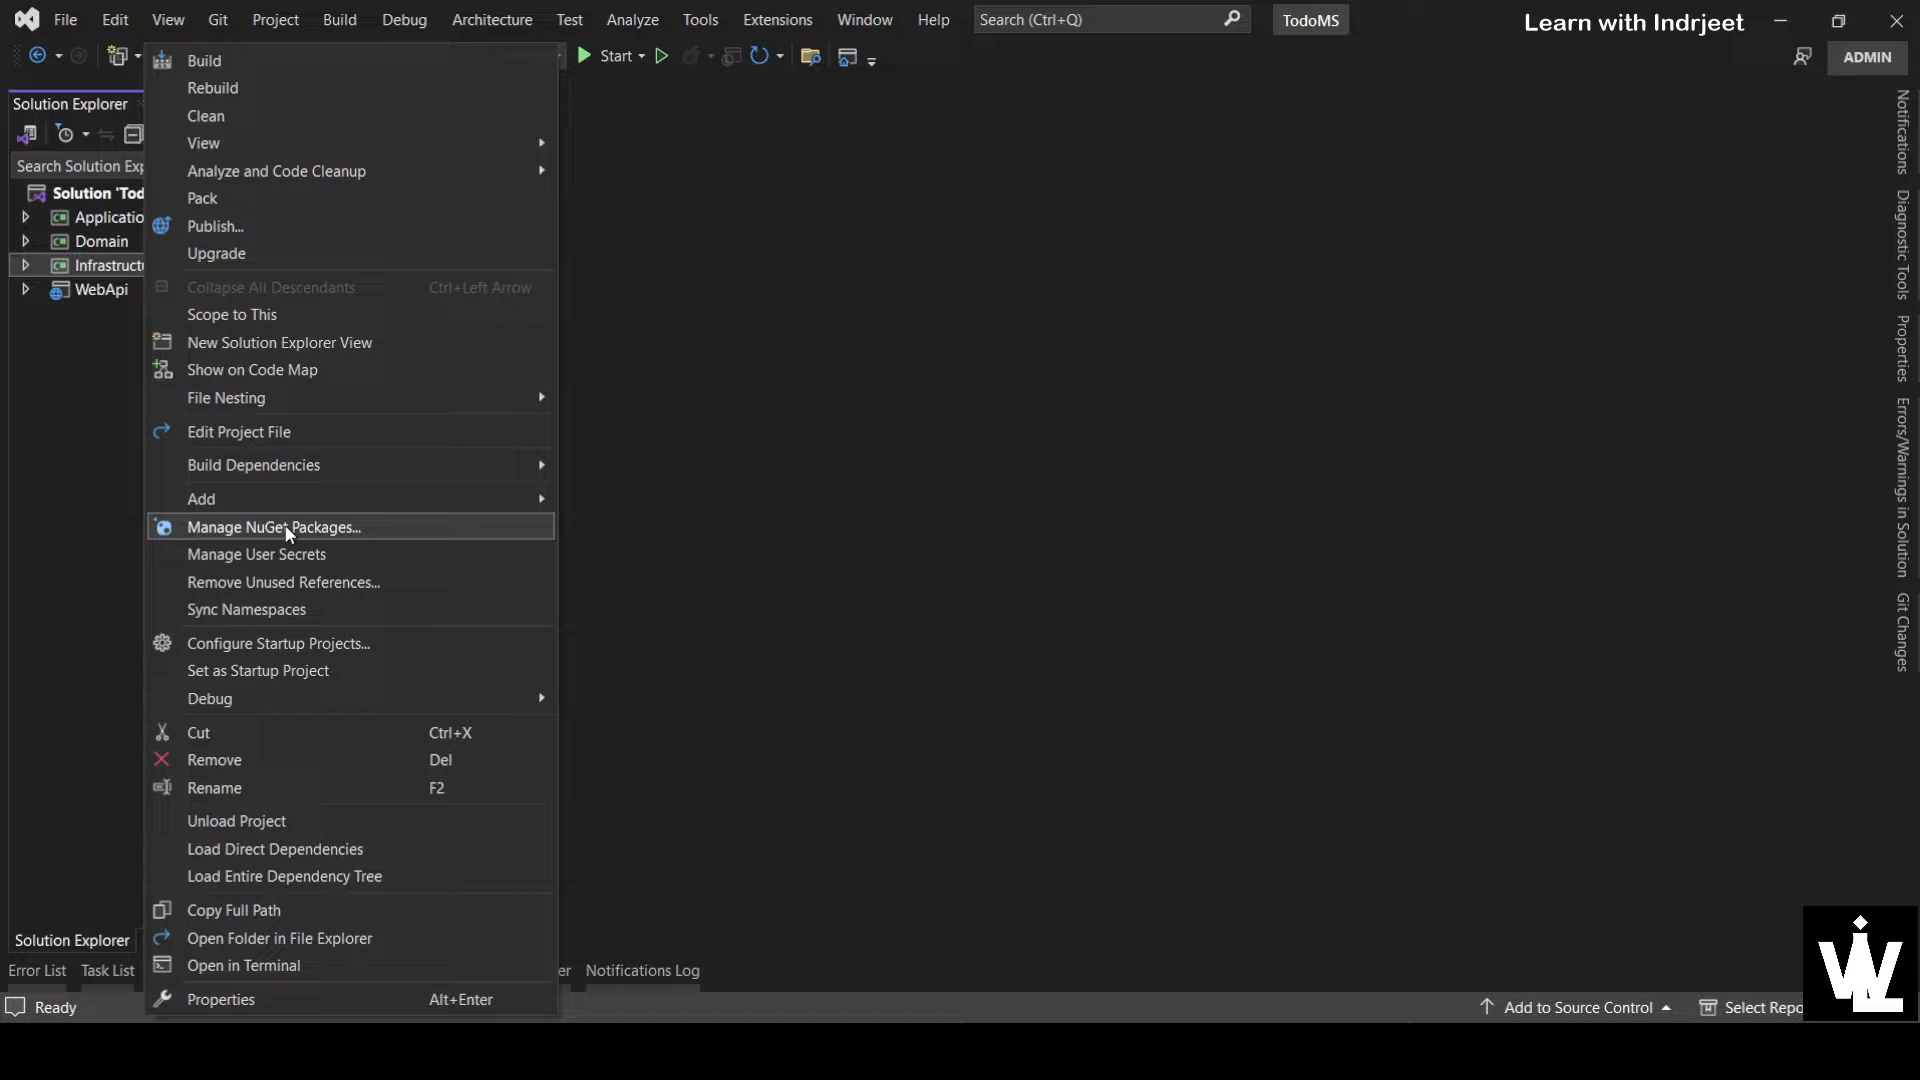 File Edit View Git Project Build Debug Architecture Test Analyze Tools Extensions Window Help Search (Ctrl+Q) TodoMS Learn with Indrjeet
Start ADMIN
Solution Explorer
Search Solution Exp
Solution 'Tod
Applicatio
Domain
Infrastructu
WebApi
Build
Rebuild
Clean
View
Analyze and Code Cleanup
Pack
Publish...
Upgrade
Collapse All Descendants Ctrl+Left Arrow
Scope to This
New Solution Explorer View
Show on Code Map
File Nesting
Edit Project File
Build Dependencies
Add
Manage NuGet Packages...
Manage User Secrets
Remove Unused References...
Sync Namespaces
Configure Startup Projects...
Set as Startup Project
Debug
Cut Ctrl+X
Remove Del
Rename F2
Unload Project
Load Direct Dependencies
Load Entire Dependency Tree
Copy Full Path
Open Folder in File Explorer
Open in Terminal
Properties Alt+Enter
Notifications
Diagnostic Tools
Properties
Errors/Warnings in Solution
Git Changes
Solution Explorer
Error List Task List er Notifications Log
Ready Add to Source Control Select Repo